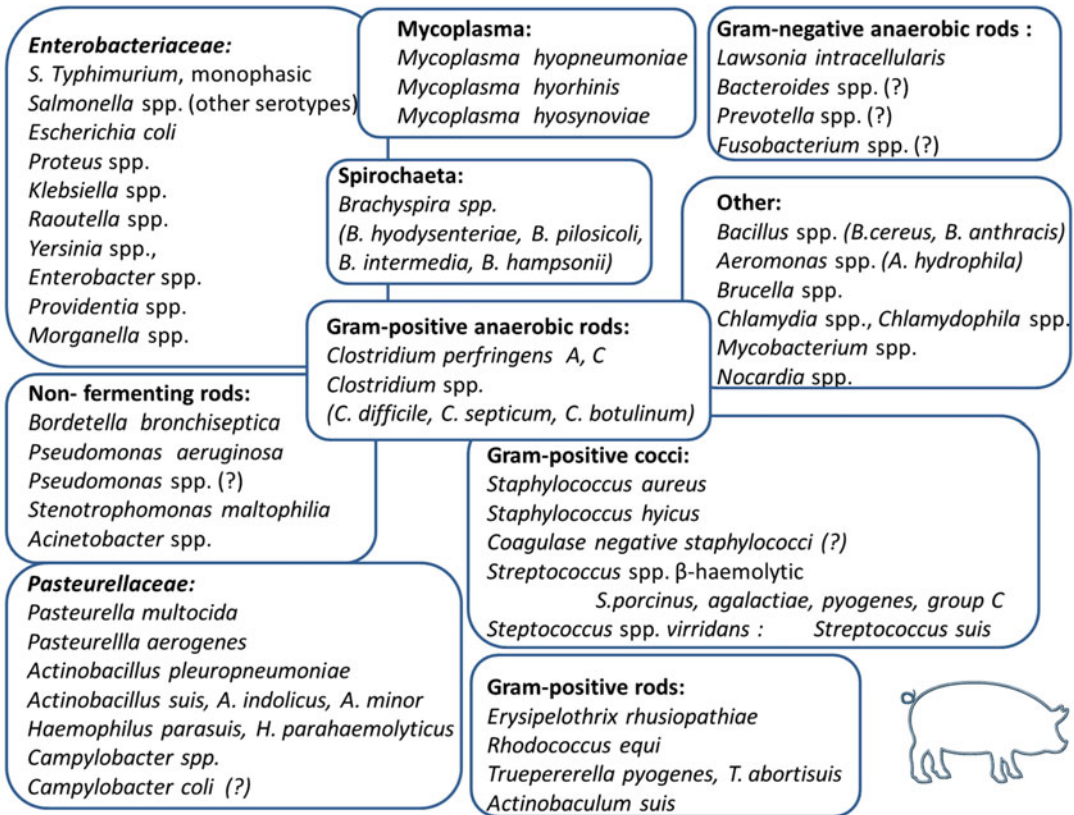 Enterobacteriaceae:
S. Typhimurium, monophasic
Salmonella spp. (other serotypes)
Escherichia coli
Proteus spp.
Klebsiella spp.
Raoutella spp.
Yersinia spp.,
Enterobacter spp.
Providentia spp.
Morganella spp.
Mycoplasma:
Mycoplasma hyopneumoniae
Mycoplasma hyorhinis
Mycoplasma hyosynoviae
Gram-negative anaerobic rods :
Lawsonia intracellularis
Bacteroides spp. (?)
Prevotella spp. (?)
Fusobacterium spp. (?)
Spirochaeta:
Brachyspira spp.
(B. hyodysenteriae, B. pilosicoli,
B. intermedia, B. hampsonii)
Other:
Bacillus spp. (B.cereus, B. anthracis)
Aeromonas spp. (A. hydrophila)
Brucella spp.
Chlamydia spp., Chlamydophila spp.
Mycobacterium spp.
Nocardia spp.
Gram-positive anaerobic rods:
Clostridium perfringens A, C
Clostridium spp.
(C. difficile, C. septicum, C. botulinum)
Non- fermenting rods:
Bordetella bronchiseptica
Pseudomonas aeruginosa
Pseudomonas spp. (?)
Stenotrophomonas maltophilia
Acinetobacter spp.
Gram-positive cocci:
Staphylococcus aureus
Staphylococcus hyicus
Coagulase negative staphylococci (?)
Streptococcus spp. β-haemolytic
S.porcinus, agalactiae, pyogenes, group C
Steptococcus spp. virridans : Streptococcus suis
Pasteurellaceae:
Pasteurella multocida
Pasteurellla aerogenes
Actinobacillus pleuropneumoniae
Actinobacillus suis, A. indolicus, A. minor
Haemophilus parasuis, H. parahaemolyticus
Campylobacter spp.
Campylobacter coli (?)
Gram-positive rods:
Erysipelothrix rhusiopathiae
Rhodococcus equi
Truepererella pyogenes, T. abortisuis
Actinobaculum suis